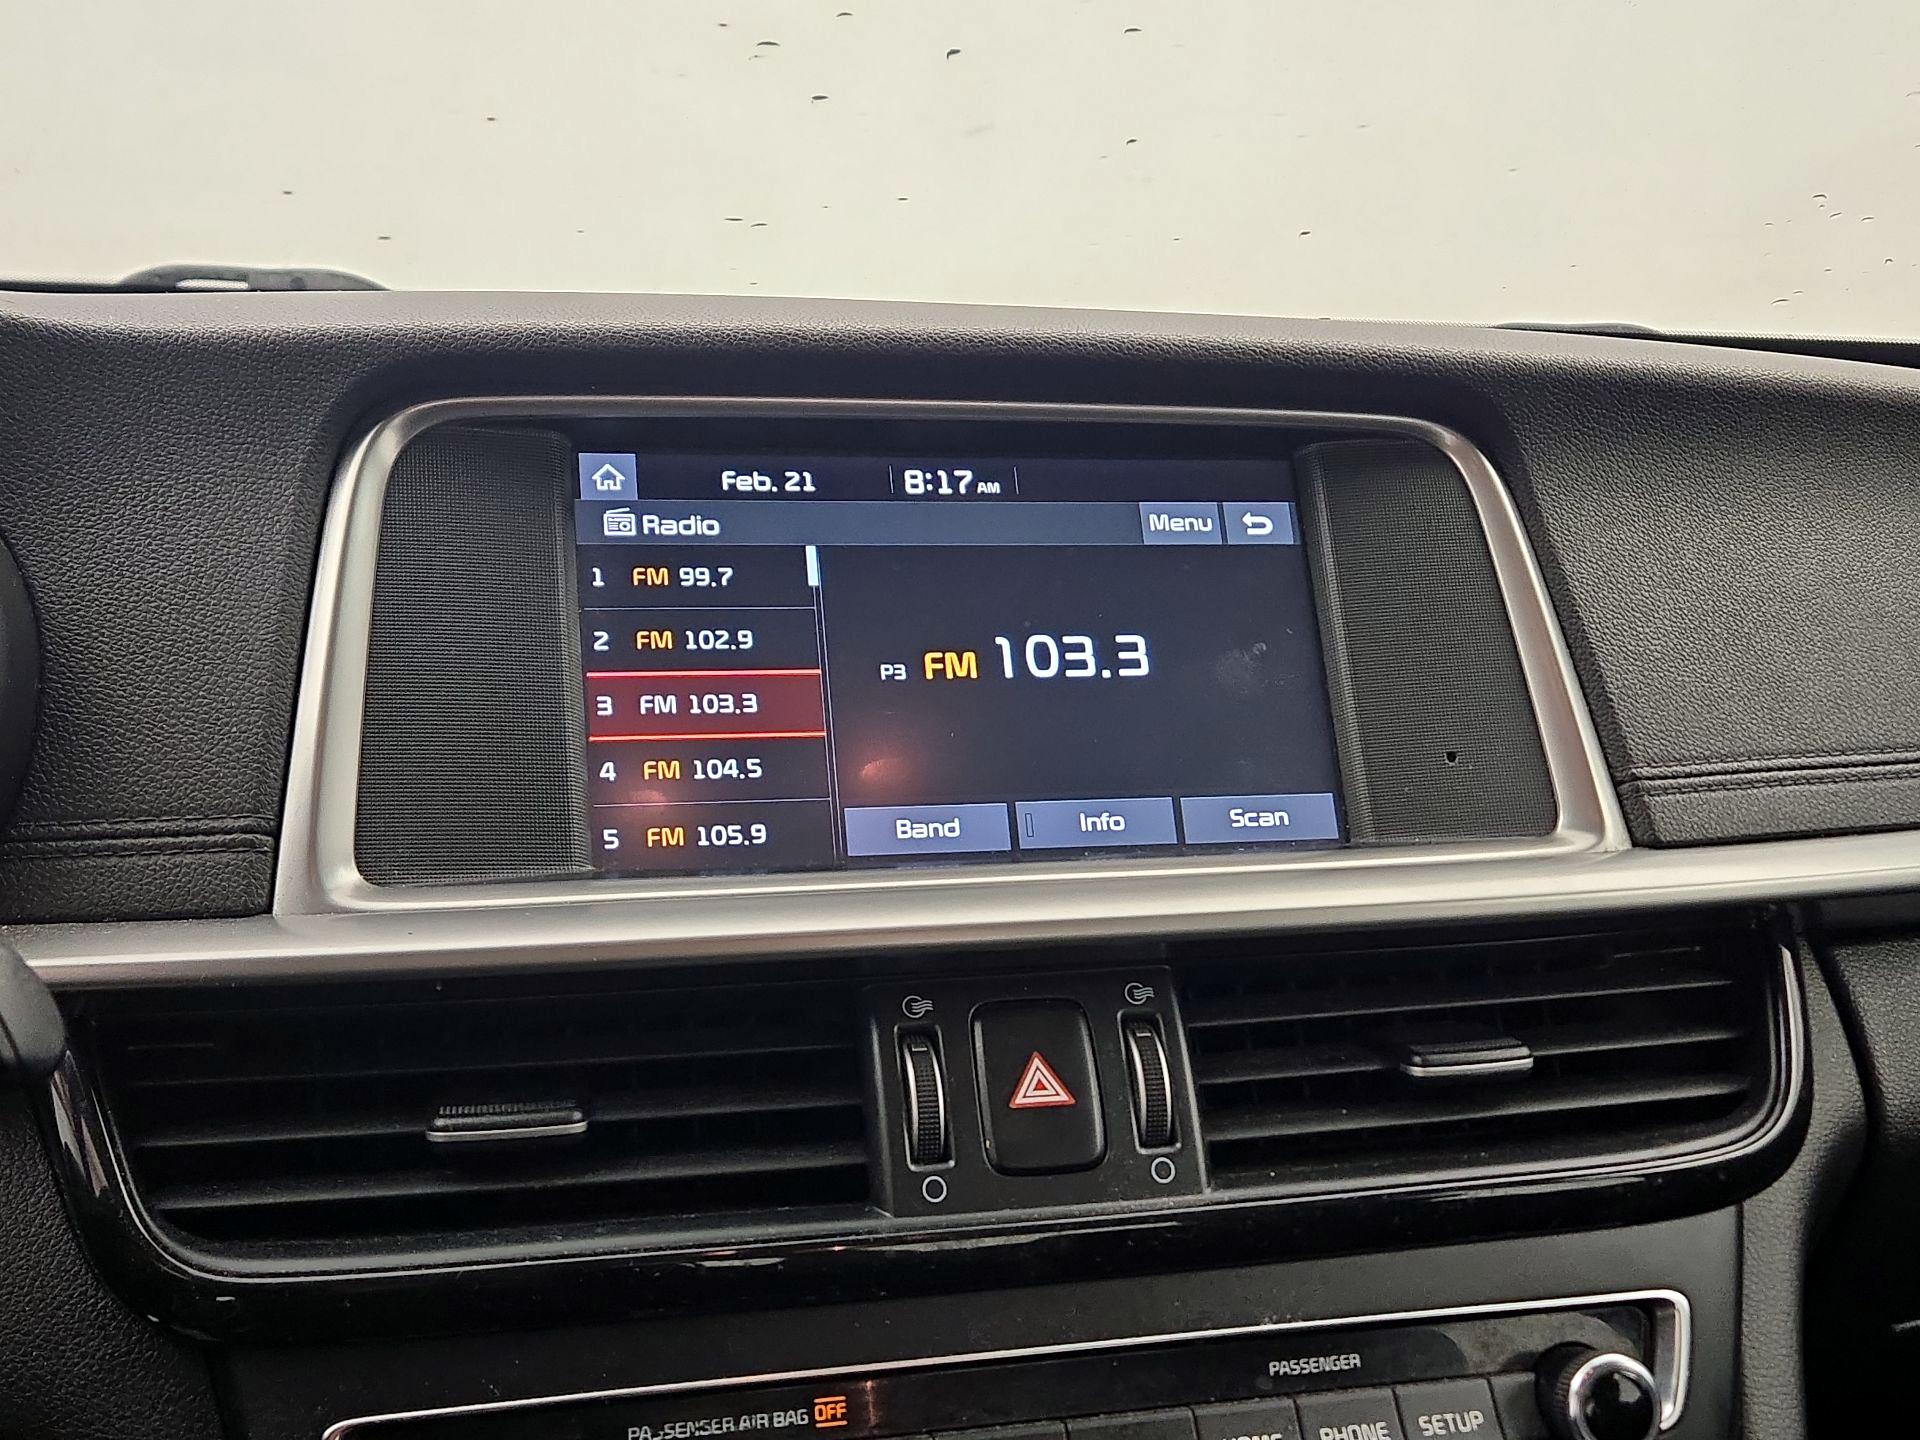 Feb. 21 8:17 AM
Radio Menu
1 FM 99.7
2 FM 102.9
3 FM 103.3
4 FM 104.5
5 FM 105.9
P3 FM 103.3
Band Info Scan
PASSENGER
PASSENGER AIR BAG OFF
HOME PHONE SETUP